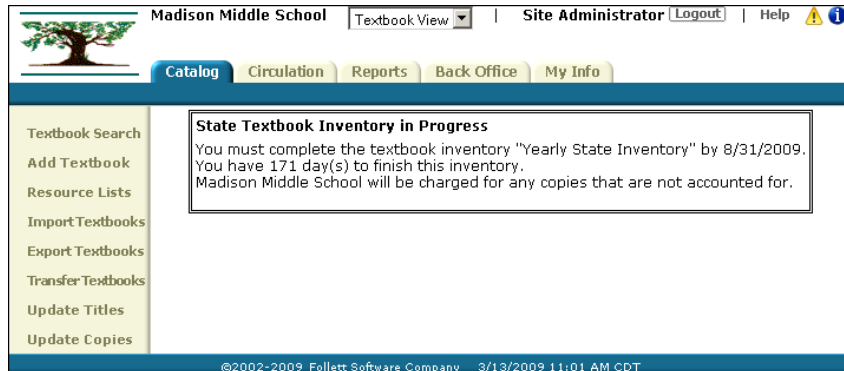 Madison Middle School Textbook View | Site Administrator Logout | Help
Catalog Circulation Reports Back Office My Info
Textbook Search
Add Textbook
Resource Lists
Import Textbooks
Export Textbooks
Transfer Textbooks
Update Titles
Update Copies
State Textbook Inventory in Progress
You must complete the textbook inventory "Yearly State Inventory" by 8/31/2009.
You have 171 day(s) to finish this inventory.
Madison Middle School will be charged for any copies that are not accounted for.
©2002-2009 Follett Software Company 3/13/2009 11:01 AM CDT